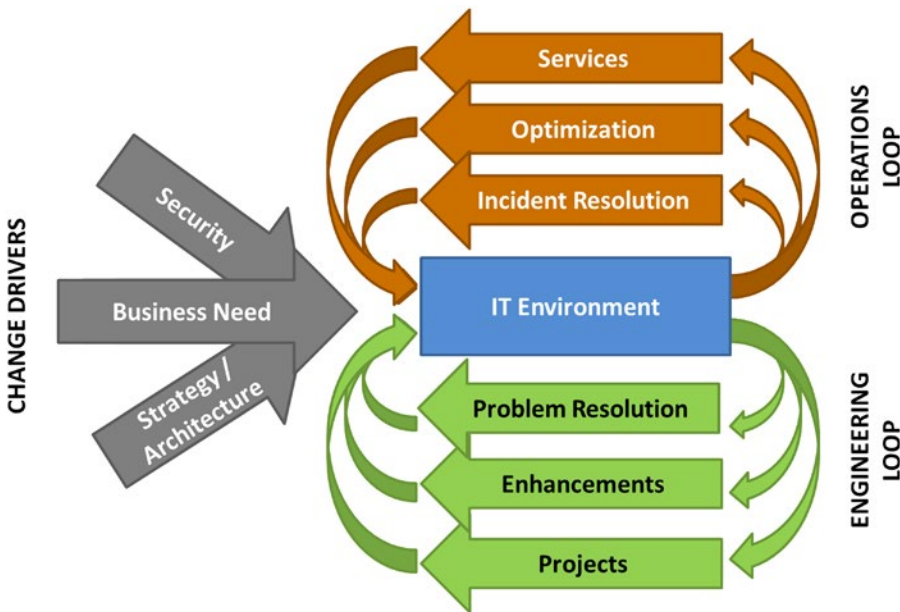 CHANGE DRIVERS
Security
Business Need
Strategy /
Architecture
Services
Optimization
Incident Resolution
IT Environment
Problem Resolution
Enhancements
Projects
OPERATIONS
LOOP
ENGINEERING
LOOP